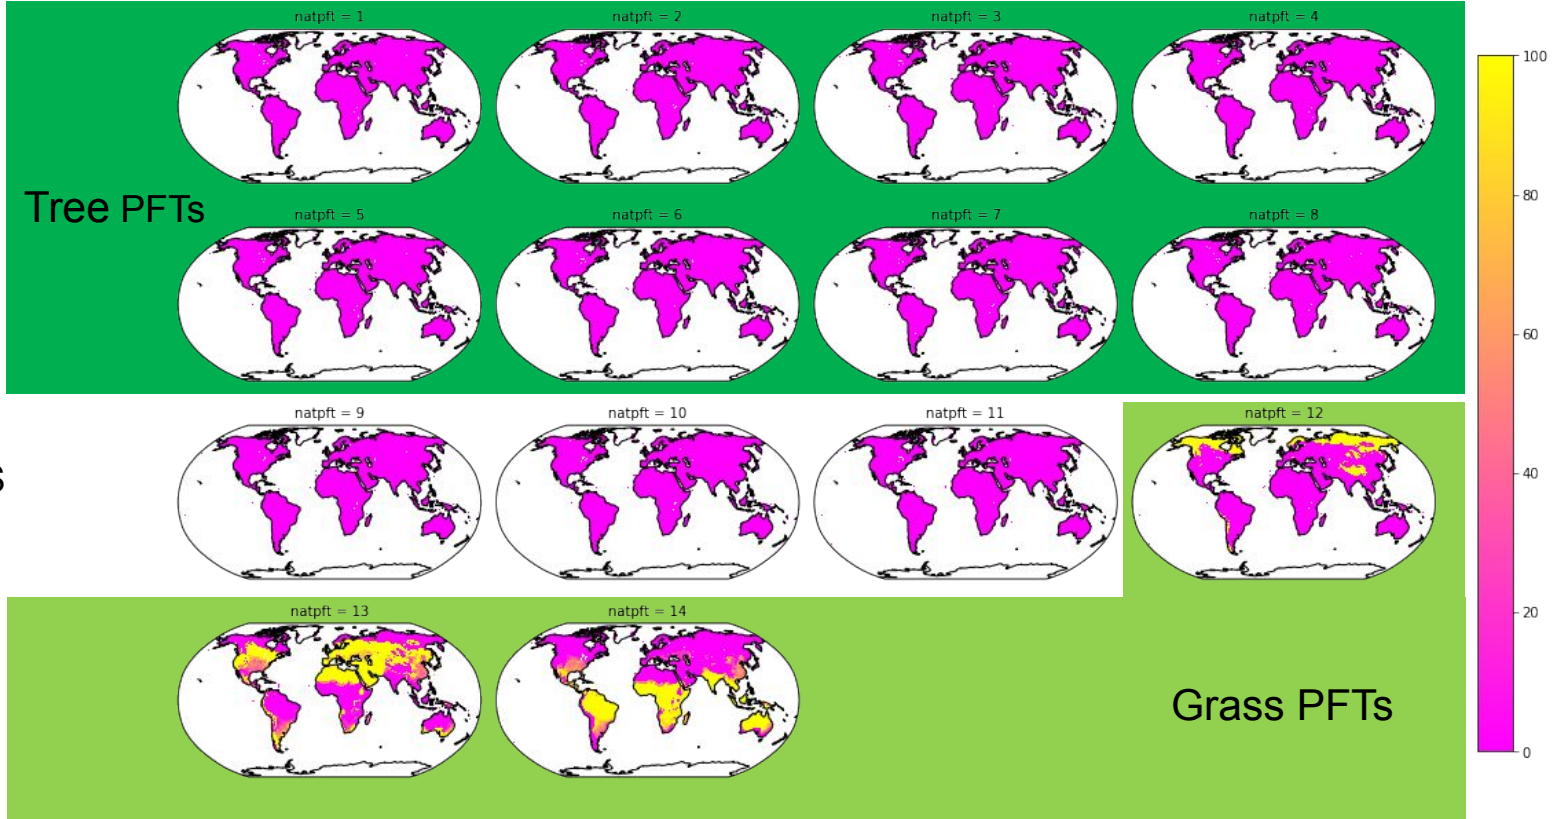 natpft = 1
natpft = 2
natpft = 3
natpft = 4
Tree PFTs
natpft = 5
natpft = 6
natpft = 7
natpft = 8
natpft = 9
natpft = 10
natpft = 11
natpft = 12
s
natpft = 13
natpft = 14
Grass PFTs
100
80
60
40
20
0